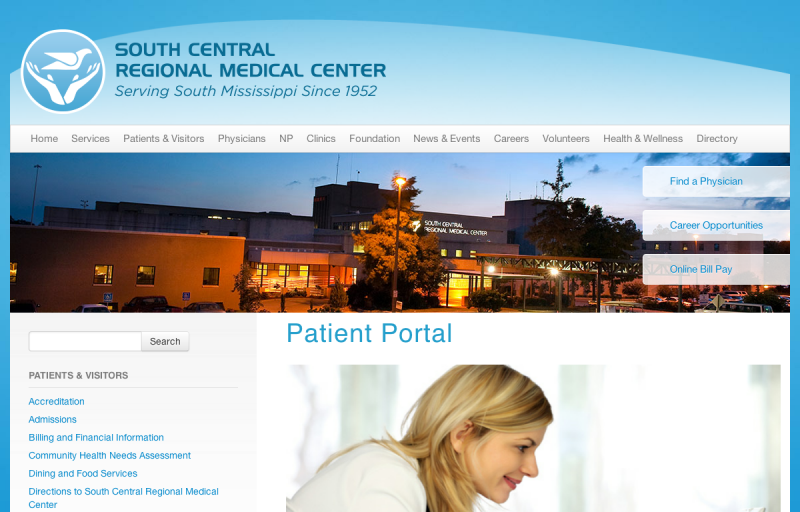 SOUTH CENTRAL
REGIONAL MEDICAL CENTER
Serving South Mississippi Since 1952
Home Services Patients & Visitors Physicians NP Clinics Foundation News & Events Careers Volunteers Health & Wellness Directory
SOUTH CENTRAL
REGIONAL MEDICAL CENTER
Find a Physician
Career Opportunities
Online Bill Pay
Search
PATIENTS & VISITORS
Accreditation
Admissions
Billing and Financial Information
Community Health Needs Assessment
Dining and Food Services
Directions to South Central Regional Medical
Center
Patient Portal